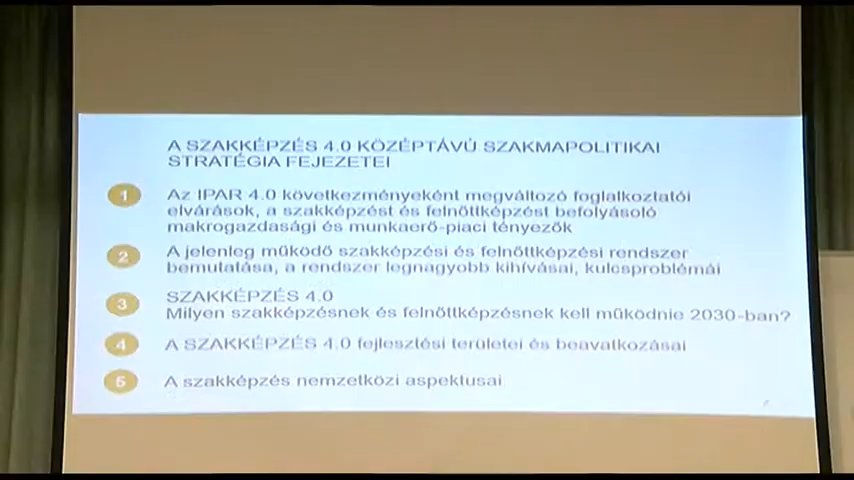 A SZAKKÉPZÉS 4.0 KÖZÉPTÁVÚ SZAKMAPOLITIKAI
STRATÉGIA FEJEZETEI
1 Az IPAR 4.0 következményeként megváltozó foglalkoztatói
elvárások, a szakképzést és felnőttképzést befolyásoló
makrogazdasági és munkaerő-piaci tényezők
2 A jelenleg működő szakképzési és felnőttképzési rendszer
bemutatása, a rendszer legnagyobb kihívásai, kulcsproblémái
3 SZAKKÉPZÉS 4.0
Milyen szakképzésnek és felnőttképzésnek kell működnie 2030-ban?
4 A SZAKKÉPZÉS 4.0 fejlesztési területei és beavatkozásai
5 A szakképzés nemzetközi aspektusai